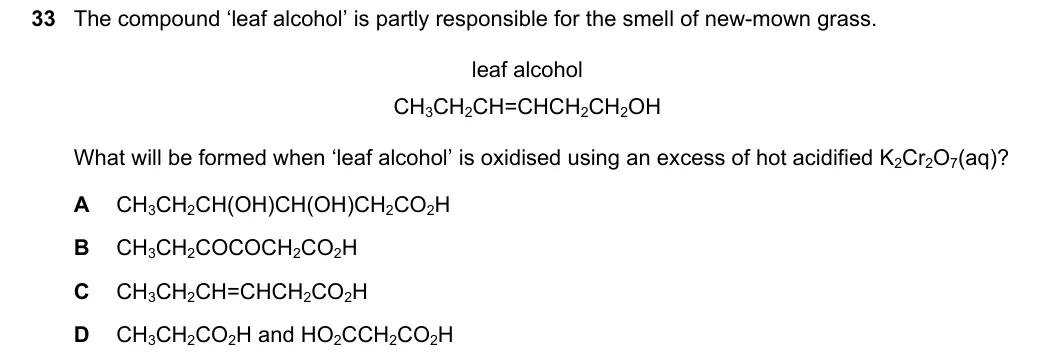 33 The compound ‘leaf alcohol’ is partly responsible for the smell of new-mown grass.
leaf alcohol
CH₃CH₂CH=CHCH₂CH₂OH
What will be formed when ‘leaf alcohol’ is oxidised using an excess of hot acidified K₂Cr₂O₇(aq)?
A CH₃CH₂CH(OH)CH(OH)CH₂CO₂H
B CH₃CH₂COCOCH₂CO₂H
C CH₃CH₂CH=CHCH₂CO₂H
D CH₃CH₂CO₂H and HO₂CCH₂CO₂H